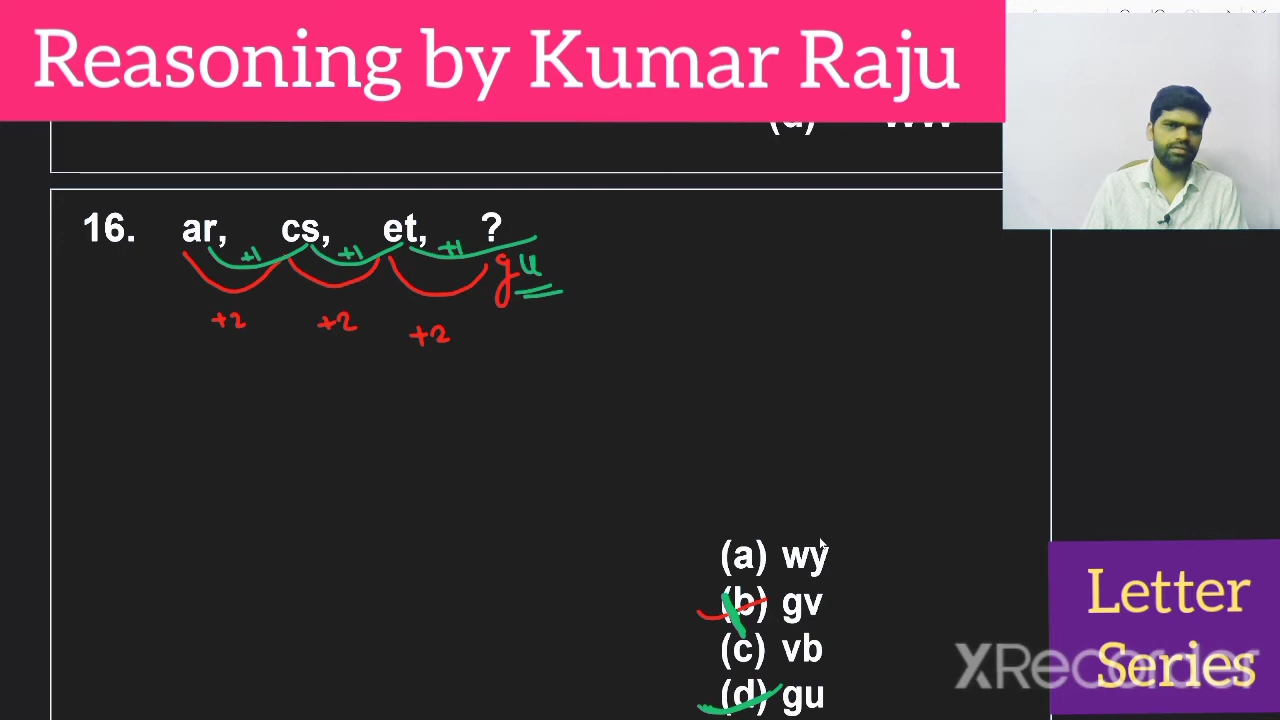 Reasoning by Kumar Raju
(d) ww
16. ar, cs, et, ?
+1 +1 +1
gu
+2 +2 +2
(a) wy
(b) gv
(c) vb
(d) gu
Letter
Series
XRecorder